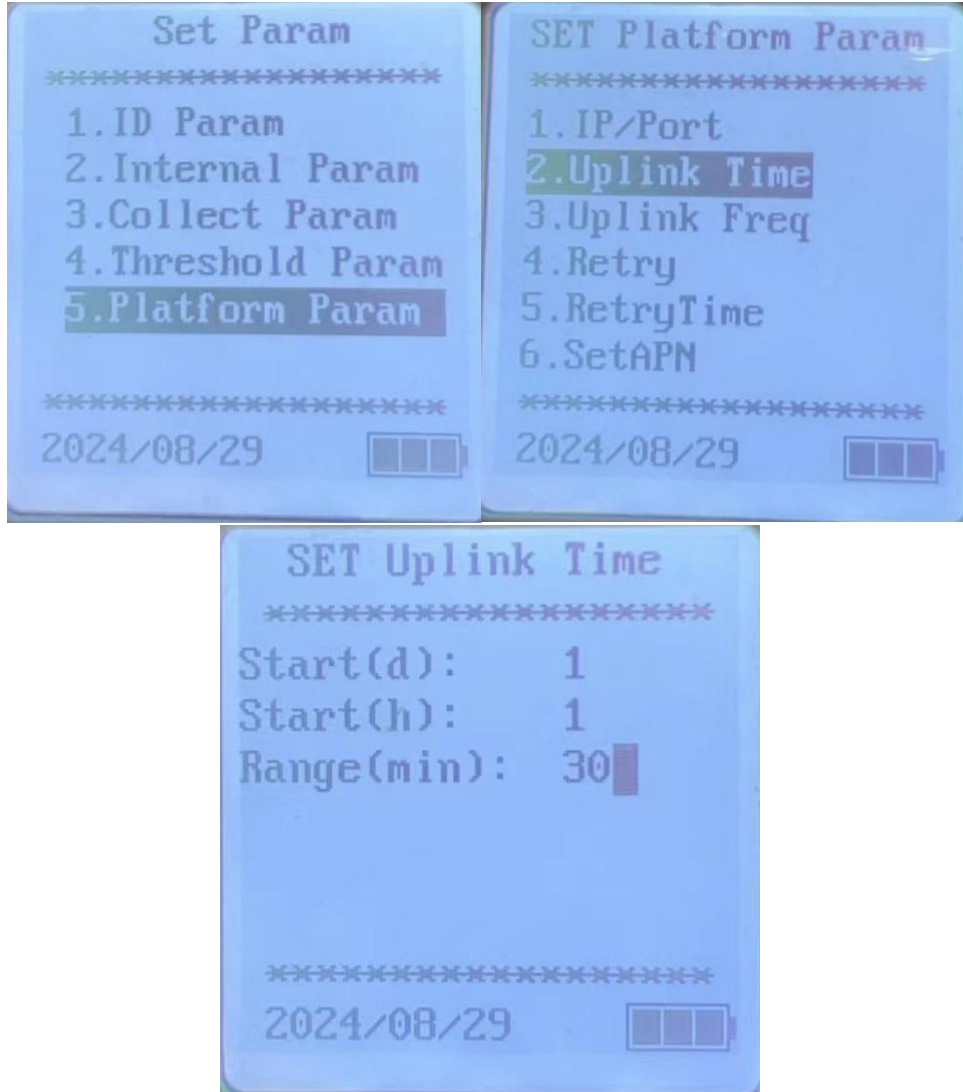 Set Param
******************
1.ID Param
2.Internal Param
3.Collect Param
4.Threshold Param
5.Platform Param
******************
2024/08/29
SET Platform Param
******************
1.IP/Port
2.Uplink Time
3.Uplink Freq
4.Retry
5.RetryTime
6.SetAPN
******************
2024/08/29
SET Uplink Time
******************
Start(d): 1
Start(h): 1
Range(min): 30
******************
2024/08/29